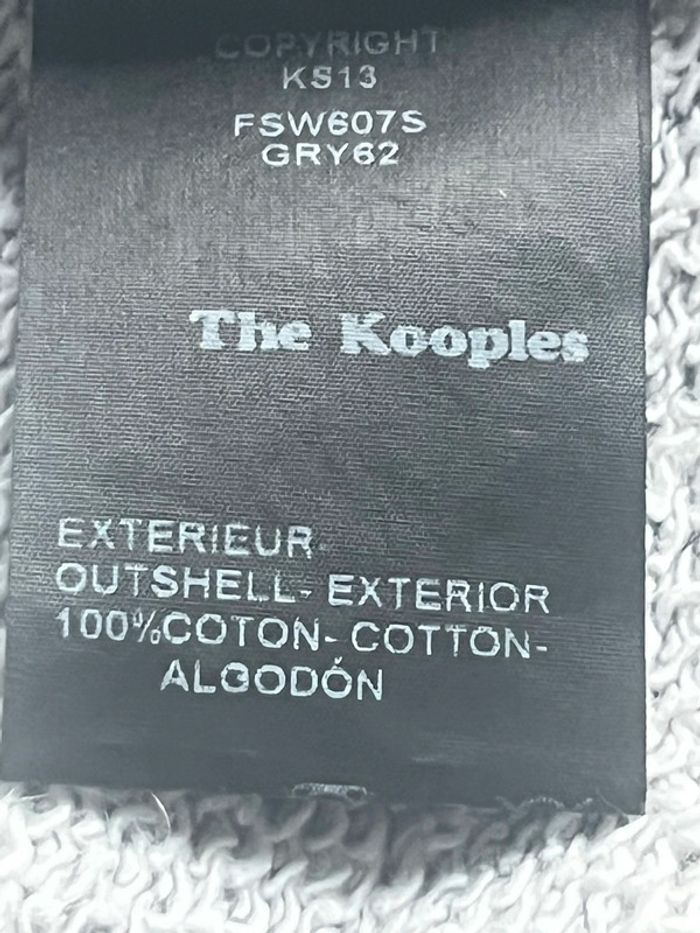 COPYRIGHT
KS13
FSW607S
GRY62
The Kooples
EXTERIEUR-
OUTSHELL- EXTERIOR
100%COTON- COTTON-
ALGODÓN